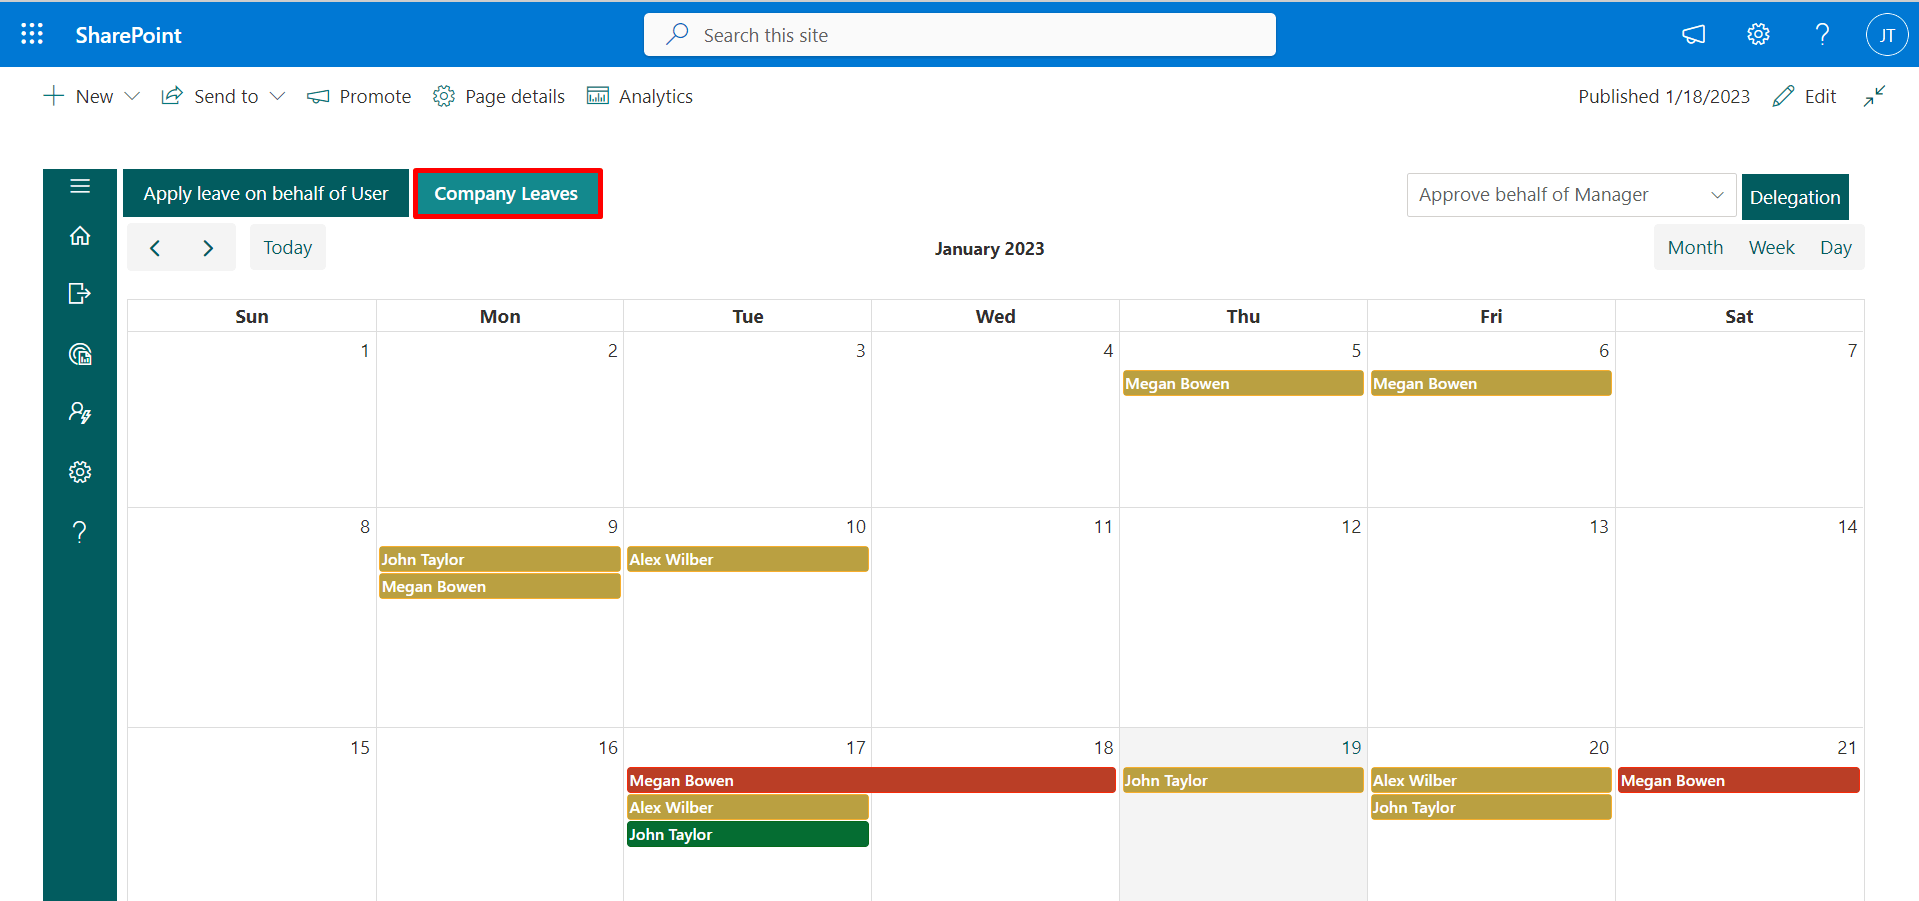 SharePoint
Search this site
JT
New
Send to
Promote
Page details
Analytics
Published 1/18/2023
Edit
Apply leave on behalf of User
Company Leaves
Approve behalf of Manager
Delegation
Today
January 2023
Month
Week
Day
Sun Mon Tue Wed Thu Fri Sat
1 2 3 4 5 6 7
Megan Bowen Megan Bowen
8 9 10 11 12 13 14
John Taylor Alex Wilber
Megan Bowen
15 16 17 18 19 20 21
Megan Bowen John Taylor Alex Wilber Megan Bowen
Alex Wilber John Taylor
John Taylor